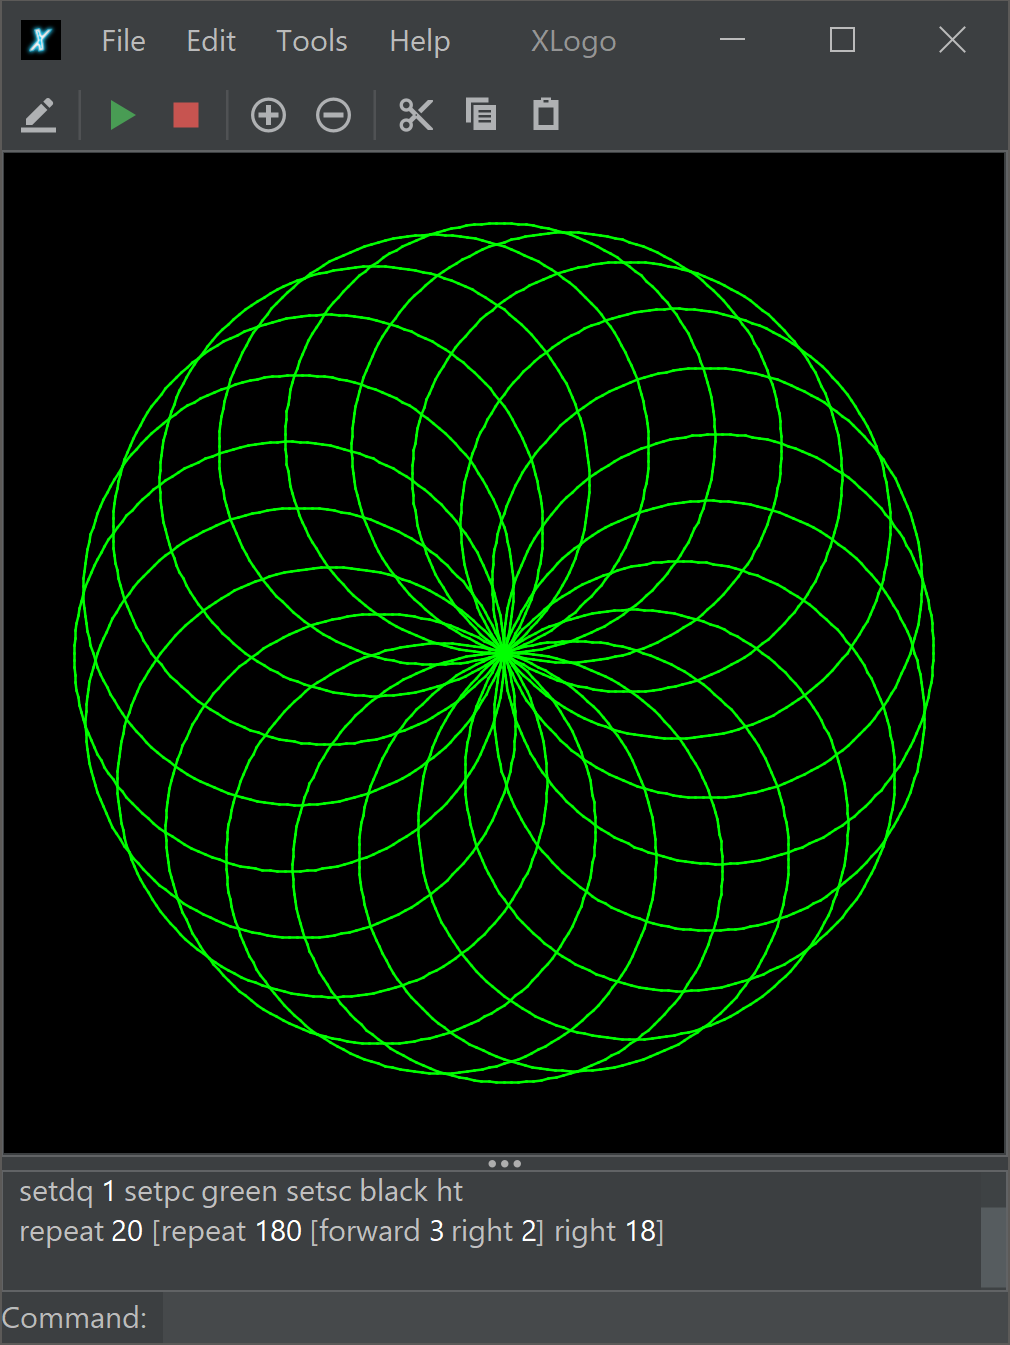 X File Edit Tools Help XLogo
setdq 1 setpc green setsc black ht
repeat 20 [repeat 180 [forward 3 right 2] right 18]
Command: